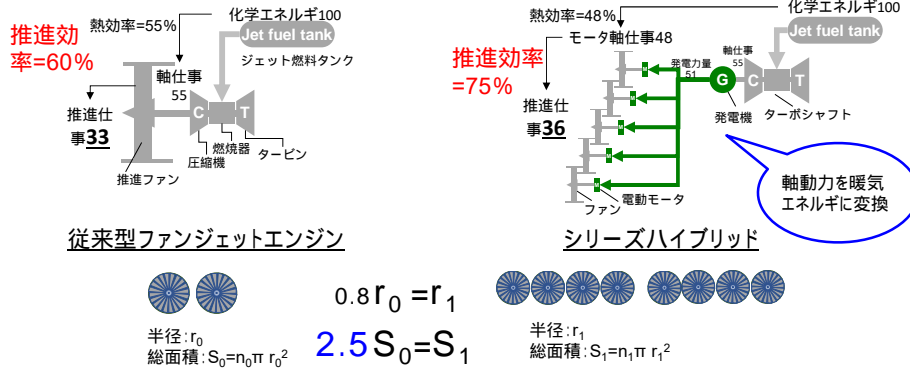 化学エネルギ100
熱効率=55%
Jet fuel tank
推進効
率=60%
ジェット燃料タンク
軸仕事
55
推進仕
事33
C
T
燃焼器
圧縮機
タービン
推進ファン
従来型ファンジェットエンジン
化学エネルギ100
熱効率=48%
Jet fuel tank
モータ軸仕事48
推進効率
=75%
軸仕事
55
発電力量
51
M
M
M
M
M
G
C
T
ターボシャフト
発電機
推進仕
事36
電動モータ
ファン
軸動力を暖気
エネルギに変換
シリーズハイブリッド
半径:r₀
総面積:S₀=n₀π r₀²
0.8r₀=r₁
2.5S₀=S₁
半径:r₁
総面積:S₁=n₁π r₁²